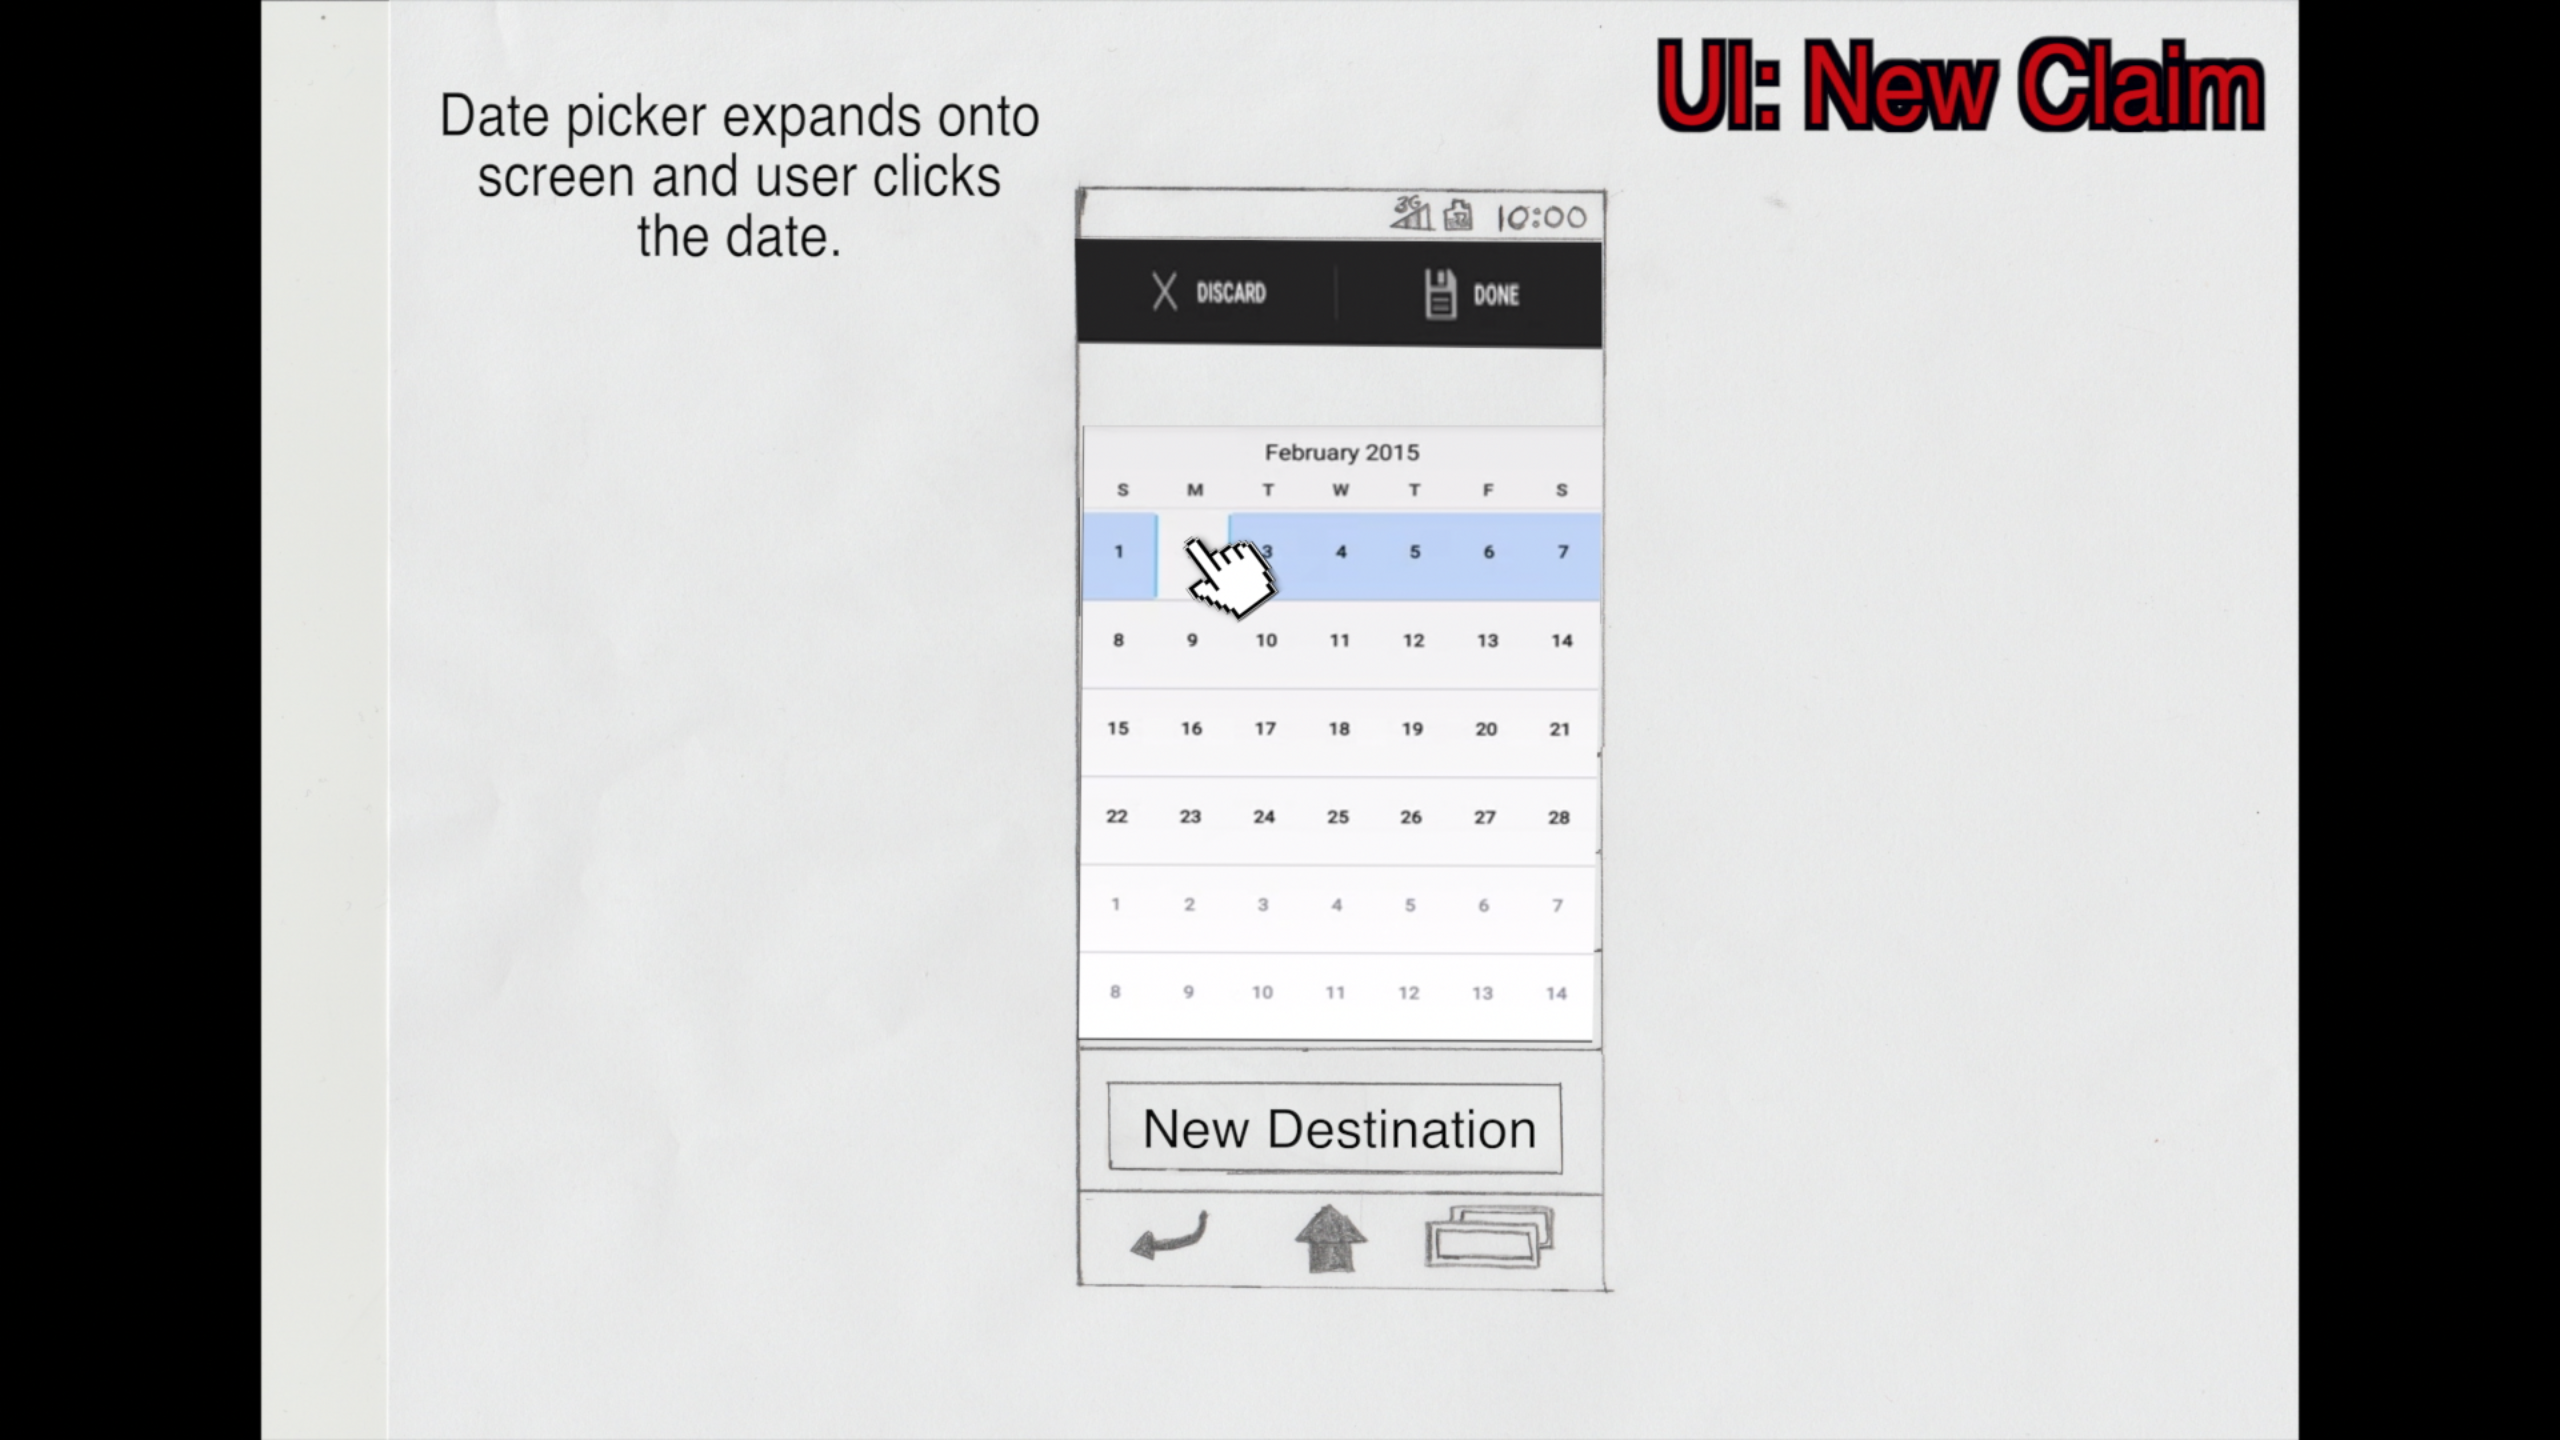 UI: New Claim
Date picker expands onto
screen and user clicks
the date.
3G 10:00
DISCARD DONE
February 2015
S M T W T F S
1 3 4 5 6 7
8 9 10 11 12 13 14
15 16 17 18 19 20 21
22 23 24 25 26 27 28
1 2 3 4 5 6 7
8 9 10 11 12 13 14
New Destination